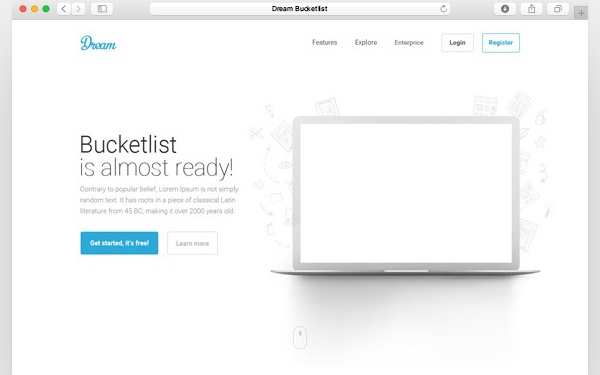 Dream Bucketlist
Dream
Features
Explore
Enterprice
Login
Register
Bucketlist
is almost ready!
Contrary to popular belief, Lorem Ipsum is not simply
random text. It has roots in a piece of classical Latin
literature from 45 BC, making it over 2000 years old.
Get started, it's free!
Learn more